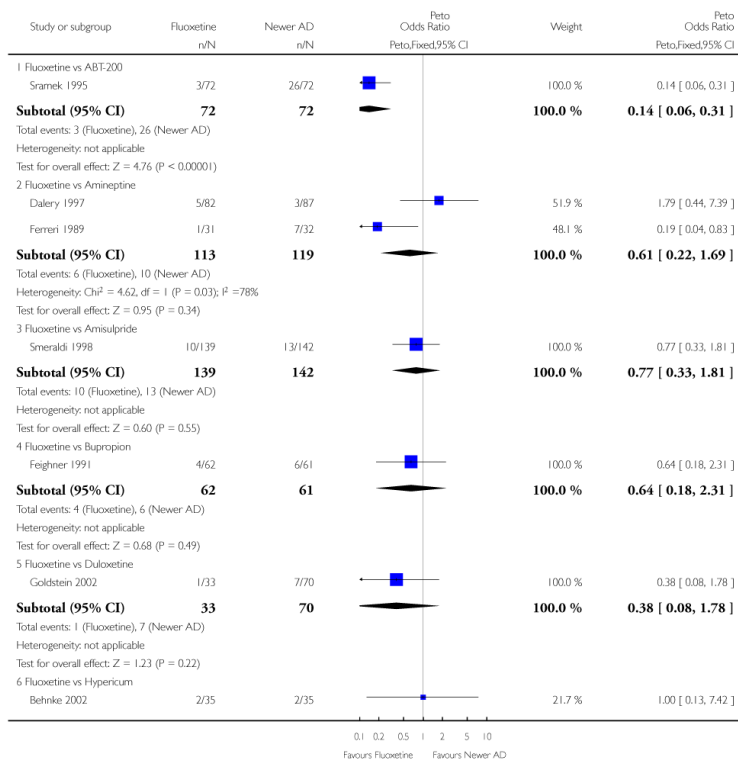 Study or subgroup Fluoxetine Newer AD Peto Odds Ratio Weight Peto Odds Ratio
n/N n/N Peto,Fixed,95% CI Peto,Fixed,95% CI
1 Fluoxetine vs ABT-200
Sramek 1995 3/72 26/72 100.0 % 0.14 [ 0.06, 0.31 ]
Subtotal (95% CI) 72 72 100.0 % 0.14 [ 0.06, 0.31 ]
Total events: 3 (Fluoxetine), 26 (Newer AD)
Heterogeneity: not applicable
Test for overall effect: Z = 4.76 (P < 0.00001)
2 Fluoxetine vs Amineptine
Dalery 1997 5/82 3/87 51.9 % 1.79 [ 0.44, 7.39 ]
Ferreri 1989 1/31 7/32 48.1 % 0.19 [ 0.04, 0.83 ]
Subtotal (95% CI) 113 119 100.0 % 0.61 [ 0.22, 1.69 ]
Total events: 6 (Fluoxetine), 10 (Newer AD)
Heterogeneity: Chi² = 4.62, df = 1 (P = 0.03); I² =78%
Test for overall effect: Z = 0.95 (P = 0.34)
3 Fluoxetine vs Amisulpride
Smeraldi 1998 10/139 13/142 100.0 % 0.77 [ 0.33, 1.81 ]
Subtotal (95% CI) 139 142 100.0 % 0.77 [ 0.33, 1.81 ]
Total events: 10 (Fluoxetine), 13 (Newer AD)
Heterogeneity: not applicable
Test for overall effect: Z = 0.60 (P = 0.55)
4 Fluoxetine vs Bupropion
Feighner 1991 4/62 6/61 100.0 % 0.64 [ 0.18, 2.31 ]
Subtotal (95% CI) 62 61 100.0 % 0.64 [ 0.18, 2.31 ]
Total events: 4 (Fluoxetine), 6 (Newer AD)
Heterogeneity: not applicable
Test for overall effect: Z = 0.68 (P = 0.49)
5 Fluoxetine vs Duloxetine
Goldstein 2002 1/33 7/70 100.0 % 0.38 [ 0.08, 1.78 ]
Subtotal (95% CI) 33 70 100.0 % 0.38 [ 0.08, 1.78 ]
Total events: 1 (Fluoxetine), 7 (Newer AD)
Heterogeneity: not applicable
Test for overall effect: Z = 1.23 (P = 0.22)
6 Fluoxetine vs Hypericum
Behnke 2002 2/35 2/35 21.7 % 1.00 [ 0.13, 7.42 ]
0.1 0.2 0.5 1 2 5 10
Favours Fluoxetine Favours Newer AD